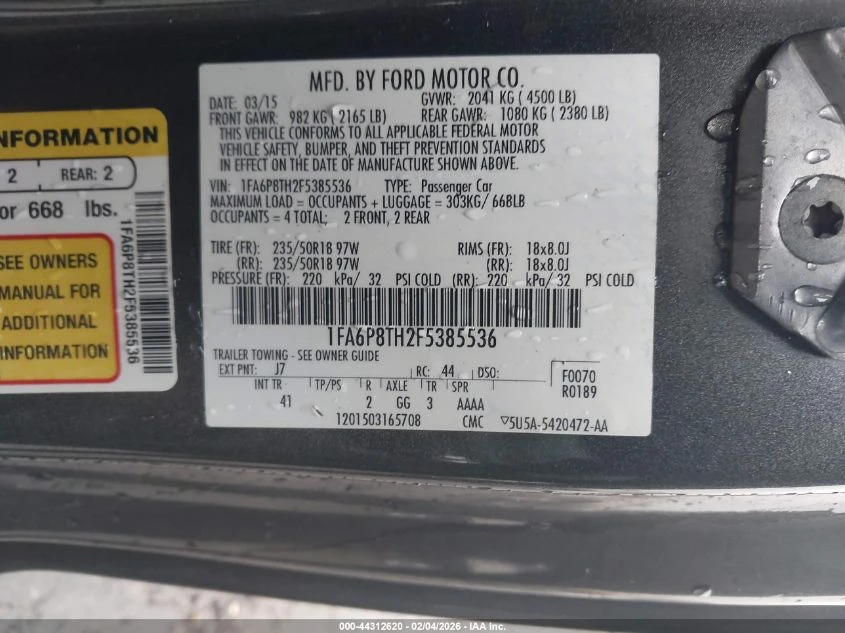 NFORMATION
2 REAR: 2
or 668 lbs.
SEE OWNERS
MANUAL FOR
ADDITIONAL
INFORMATION
1FA6P8TH2F5385536
MFD. BY FORD MOTOR CO.
DATE: 03/15 GVWR: 2041 KG ( 4500 LB)
FRONT GAWR: 982 KG ( 2165 LB) REAR GAWR: 1080 KG ( 2380 LB)
THIS VEHICLE CONFORMS TO ALL APPLICABLE FEDERAL MOTOR
VEHICLE SAFETY, BUMPER, AND THEFT PREVENTION STANDARDS
IN EFFECT ON THE DATE OF MANUFACTURE SHOWN ABOVE.
VIN: 1FA6P8TH2F5385536 TYPE: Passenger Car
MAXIMUM LOAD = OCCUPANTS + LUGGAGE = 303KG/ 668LB
OCCUPANTS = 4 TOTAL; 2 FRONT, 2 REAR
TIRE (FR): 235/50R18 97W RIMS (FR): 18x8.0J
(RR): 235/50R18 97W (RR): 18x8.0J
PRESSURE (FR): 220 kPa/ 32 PSI COLD (RR): 220 kPa/ 32 PSI COLD
1FA6P8TH2F5385536
TRAILER TOWING - SEE OWNER GUIDE
EXT PNT: J7 RC: 44 DSO: F0070
R0189
INT TR TP/PS R AXLE TR SPR
41 2 GG 3 AAAA
1201503165708 CMC ▽5U5A-5420472-AA
000-44312620 - 02/04/2026 - IAA Inc.